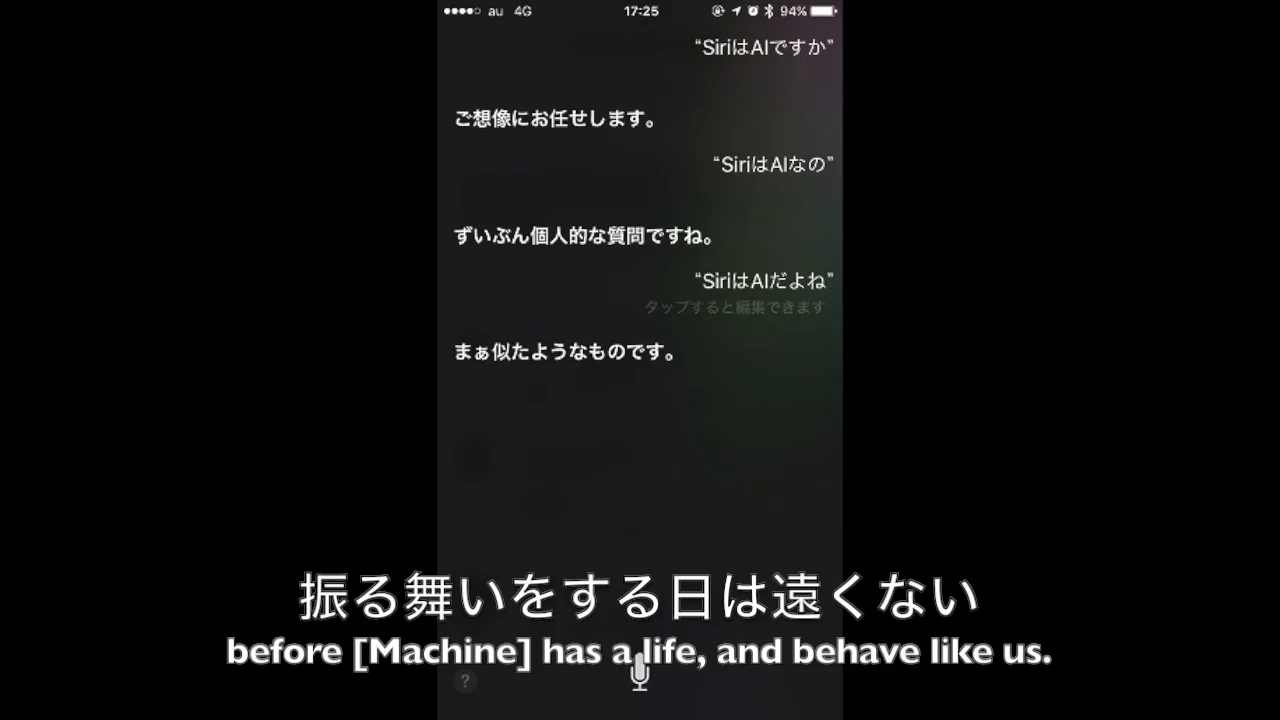 au 4G 17:25 94%
“SiriはAIですか”
ご想像にお任せします。
“SiriはAIなの”
ずいぶん個人的な質問ですね。
“SiriはAIだよね”
タップすると編集できます
まぁ似たようなものです。
振る舞いをする日は遠くない
before [Machine] has a life, and behave like us.
?